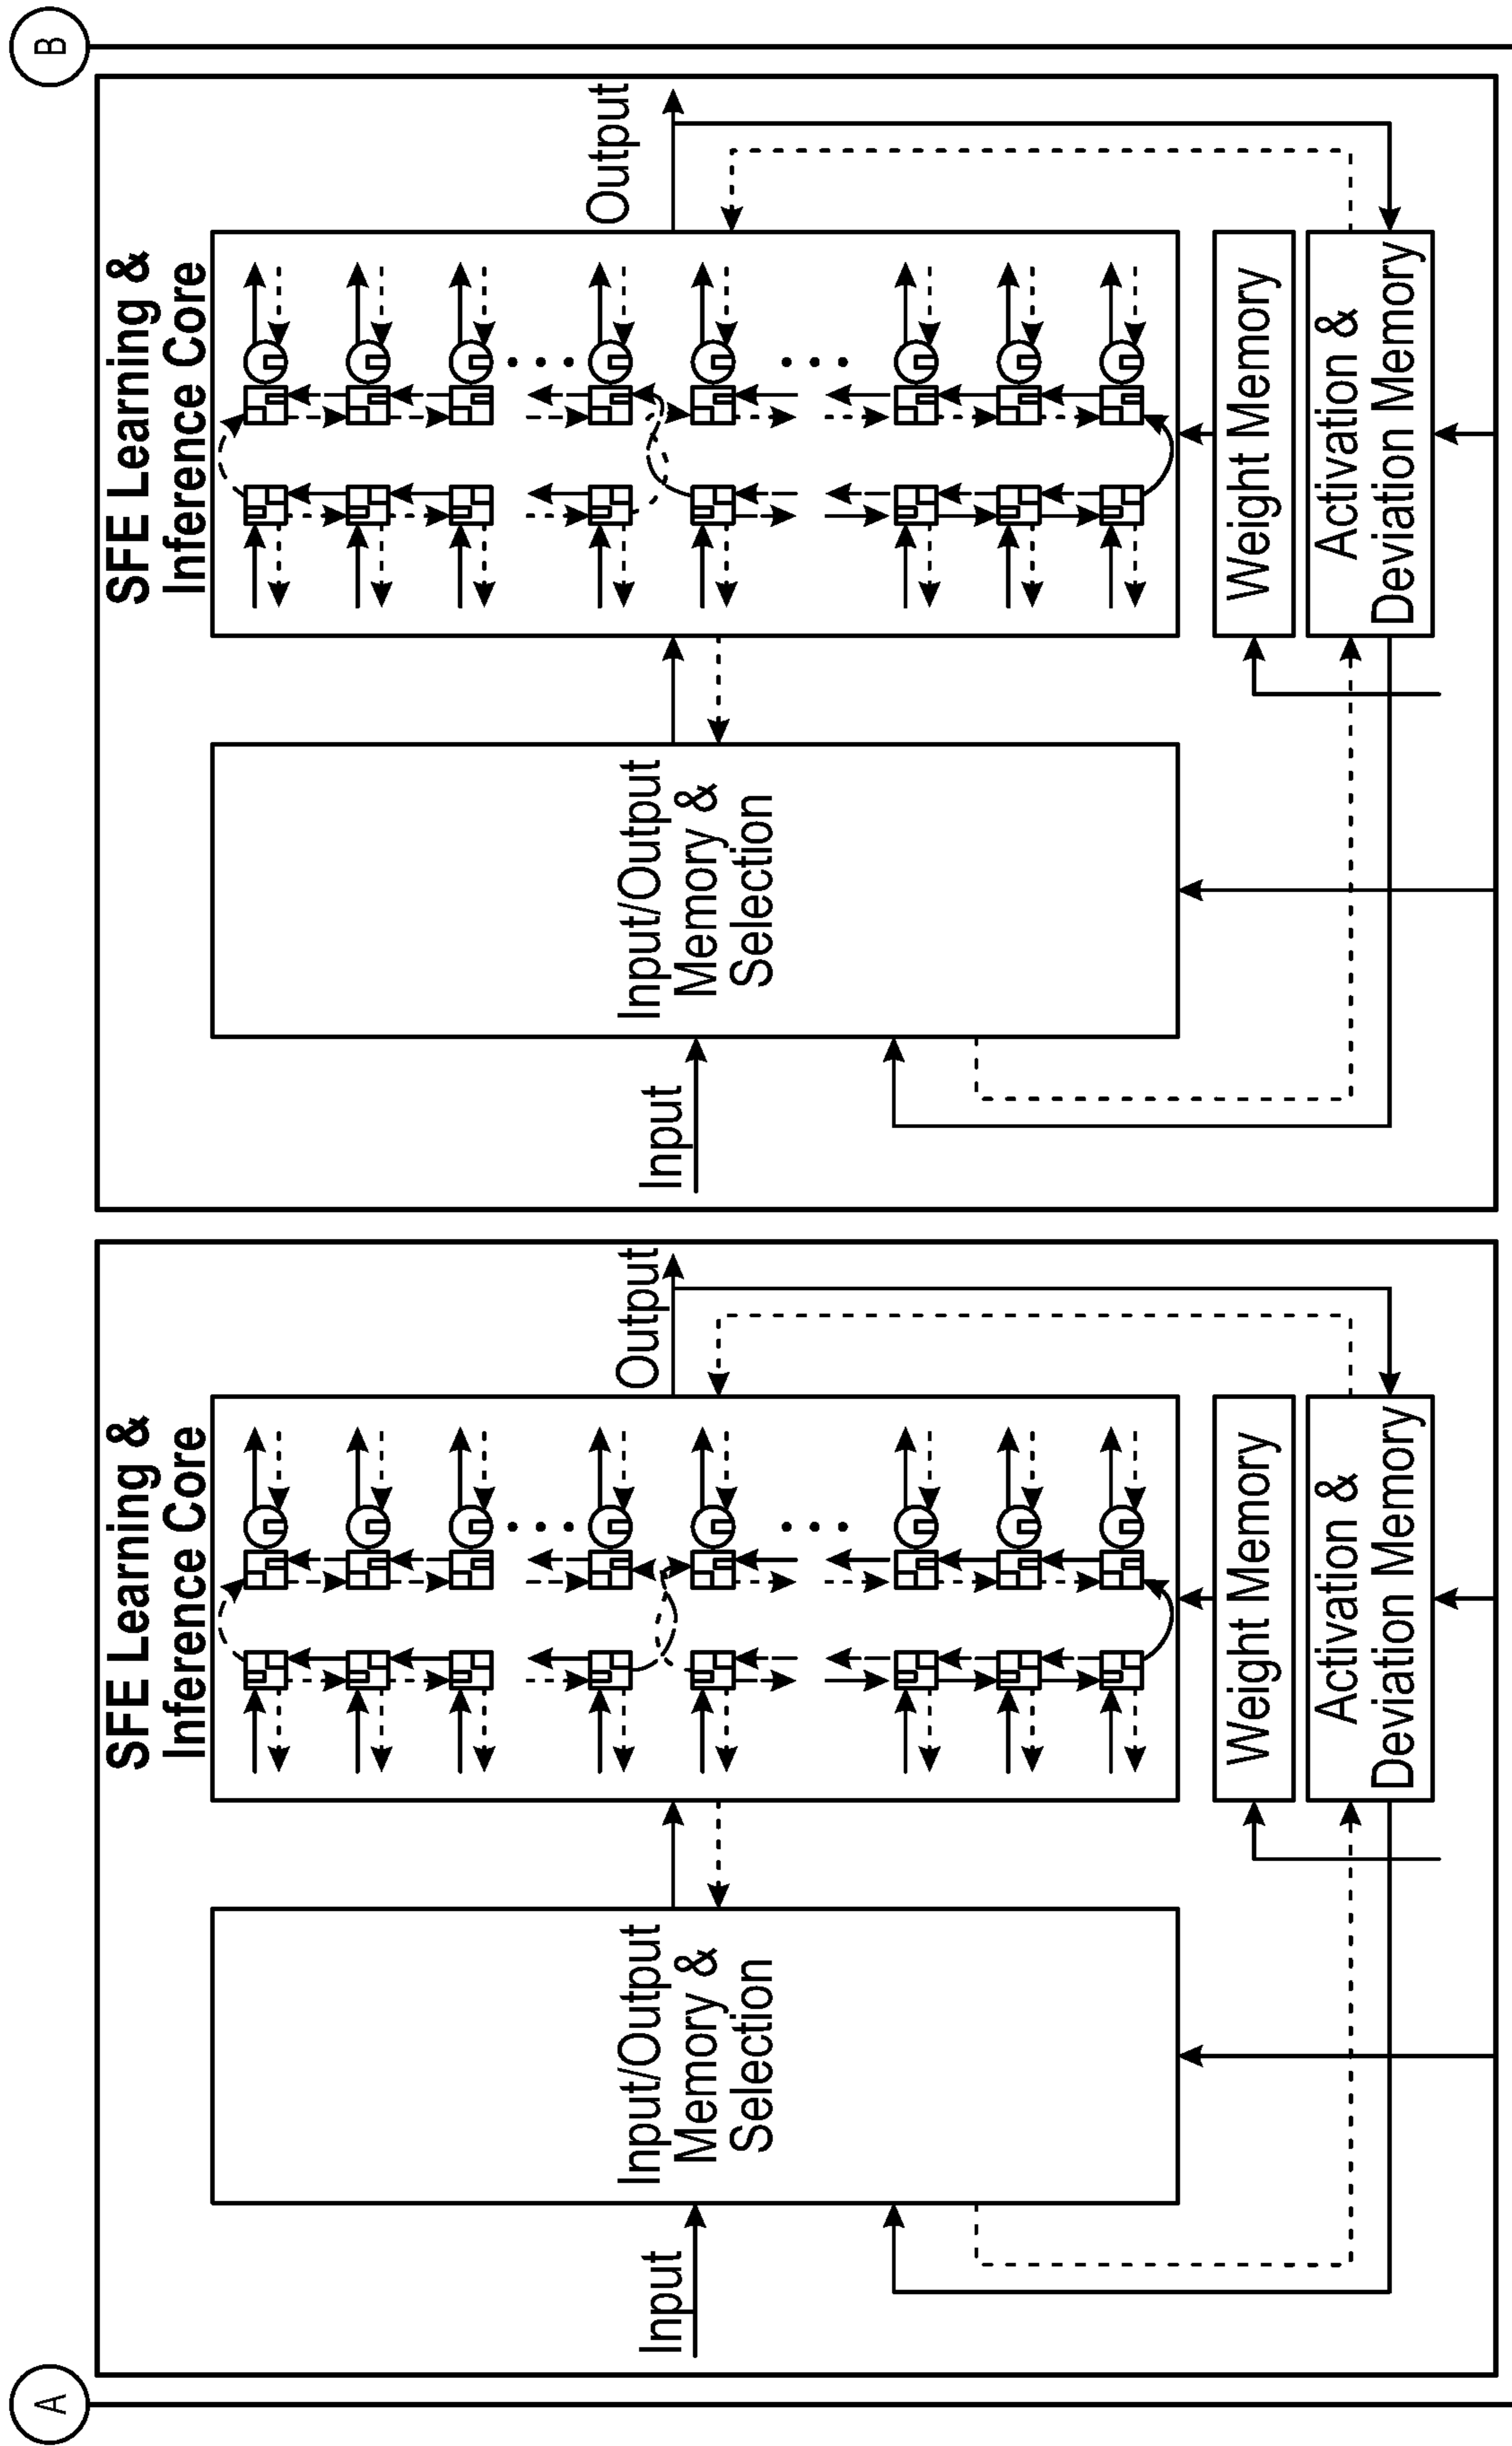 A
SFE Learning &
Inference Core
Input
Input/Output
Memory &
Selection
Output
Weight Memory
Activation &
Deviation Memory
B
SFE Learning &
Inference Core
Input
Input/Output
Memory &
Selection
Output
Weight Memory
Activation &
Deviation Memory